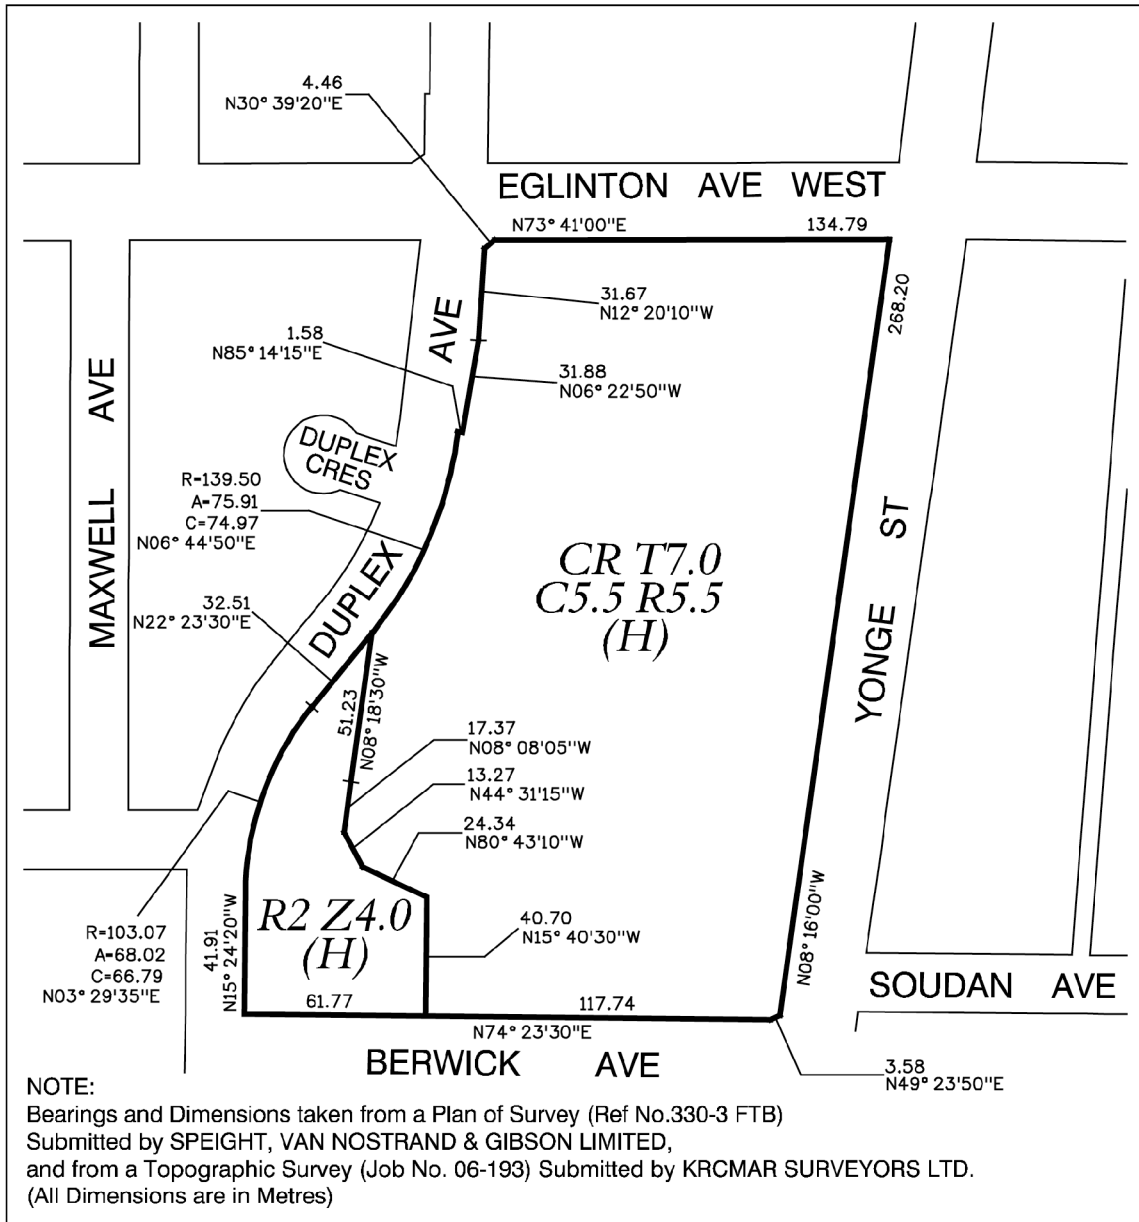 4.46
N30° 39'20"E
EGLINTON AVE WEST
N73° 41'00"E 134.79
31.67
N12° 20'10"W
268.20
AVE
1.58
N85° 14'15"E
31.88
N06° 22'50"W
MAXWELL AVE
DUPLEX
CRES
R=139.50
A=75.91
C=74.97
N06° 44'50"E
DUPLEX
YONGE ST
CR T7.0
C5.5 R5.5
(H)
32.51
N22° 23'30"E
51.23
N08° 18'30"W
17.37
N08° 08'05"W
13.27
N44° 31'15"W
24.34
N80° 43'10"W
R2 Z4.0
(H)
40.70
N15° 40'30"W
R=103.07
A=68.02
C=66.79
N03° 29'35"E
41.91
N15° 24'20"W
N08° 16'00"W
SOUDAN AVE
61.77
117.74
N74° 23'30"E
BERWICK AVE
3.58
N49° 23'50"E
NOTE:
Bearings and Dimensions taken from a Plan of Survey (Ref No.330-3 FTB)
Submitted by SPEIGHT, VAN NOSTRAND & GIBSON LIMITED,
and from a Topographic Survey (Job No. 06-193) Submitted by KRCMAR SURVEYORS LTD.
(All Dimensions are in Metres)